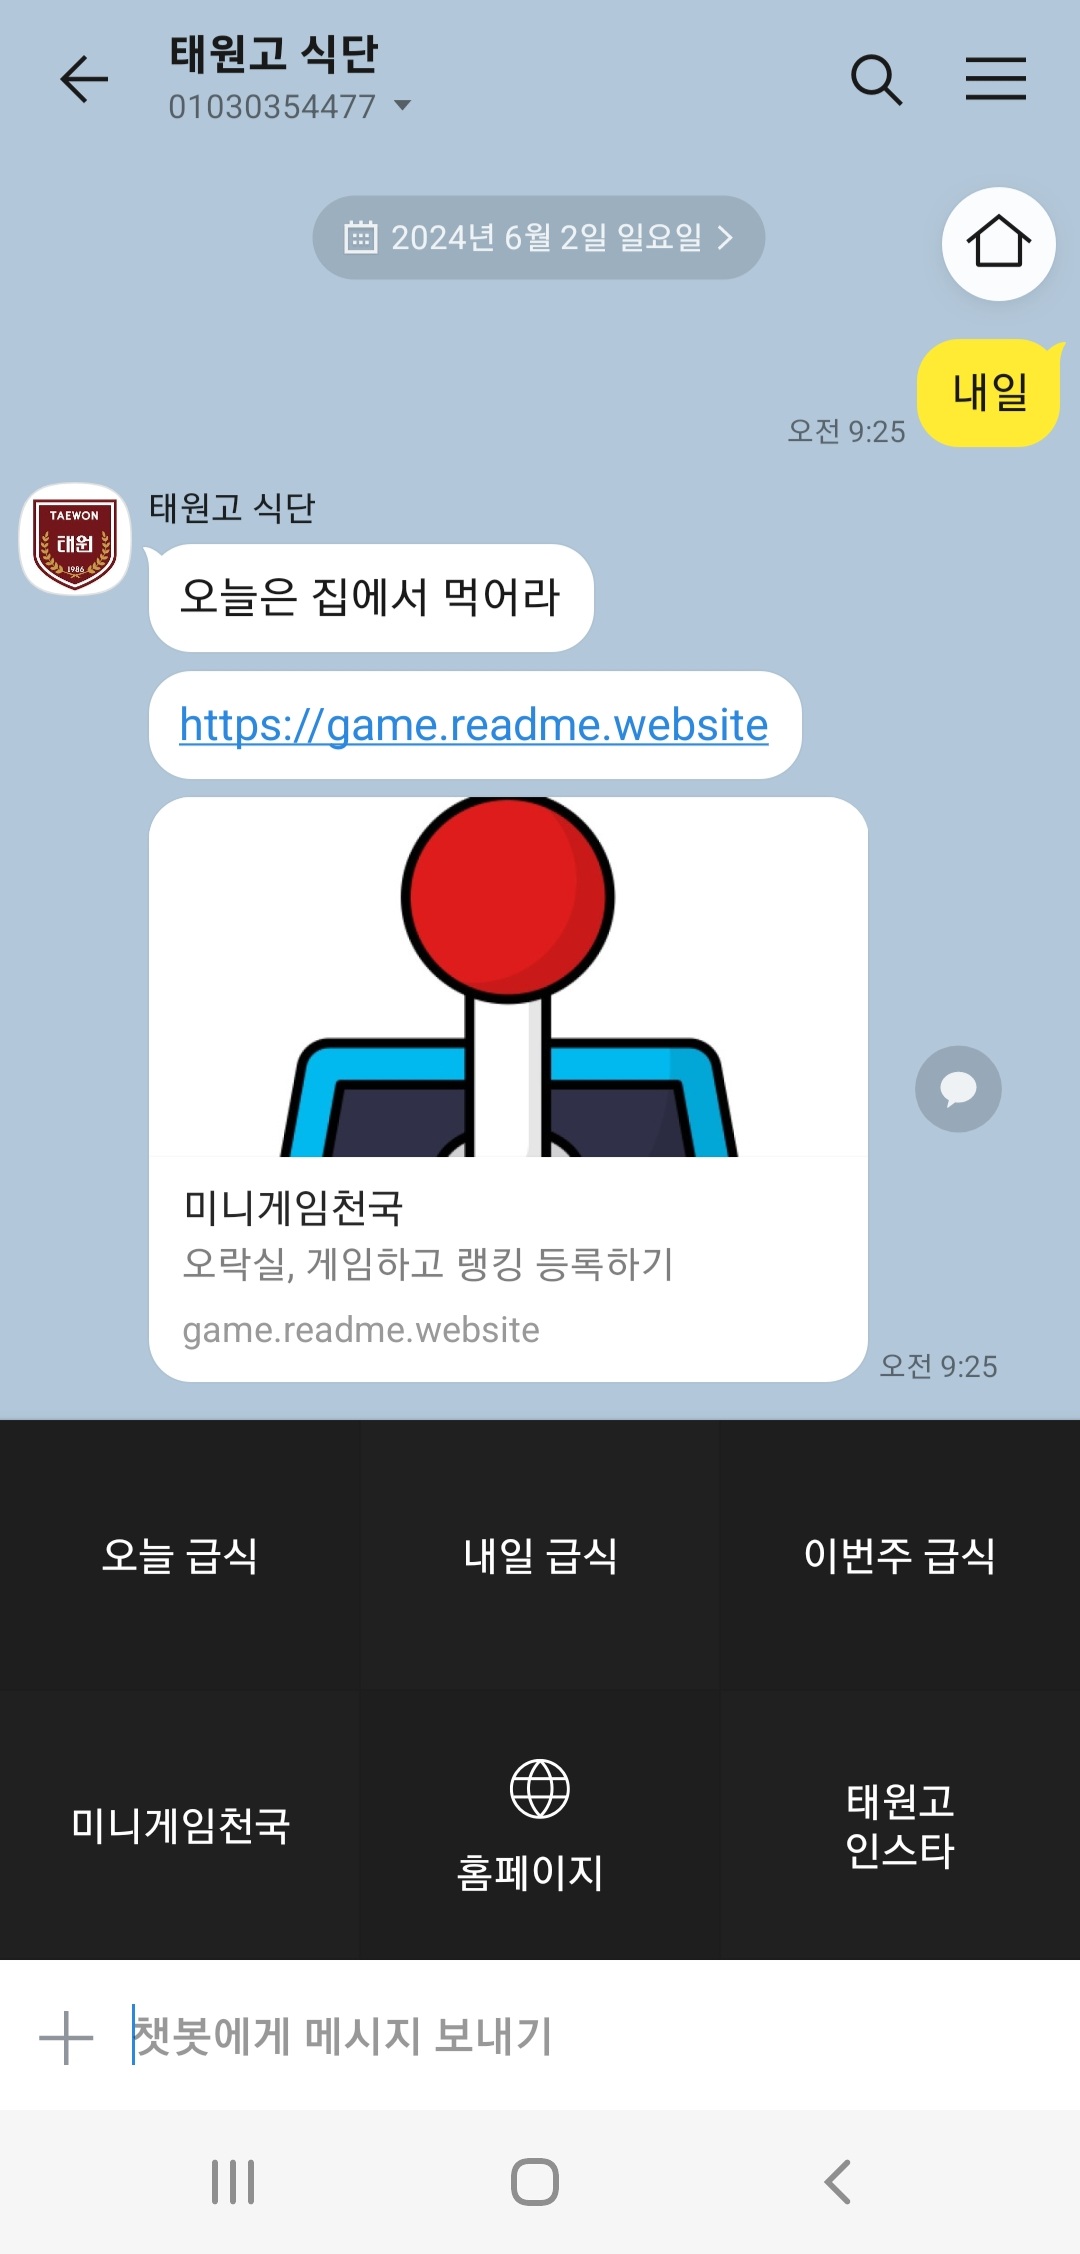 태원고 식단
01030354477
2024년 6월 2일 일요일
내일
오전 9:25
TAEWON
태원
1986
태원고 식단
오늘은 집에서 먹어라
https://game.readme.website
미니게임천국
오락실, 게임하고 랭킹 등록하기
game.readme.website
오전 9:25
오늘 급식
내일 급식
이번주 급식
미니게임천국
홈페이지
태원고
인스타
챗봇에게 메시지 보내기